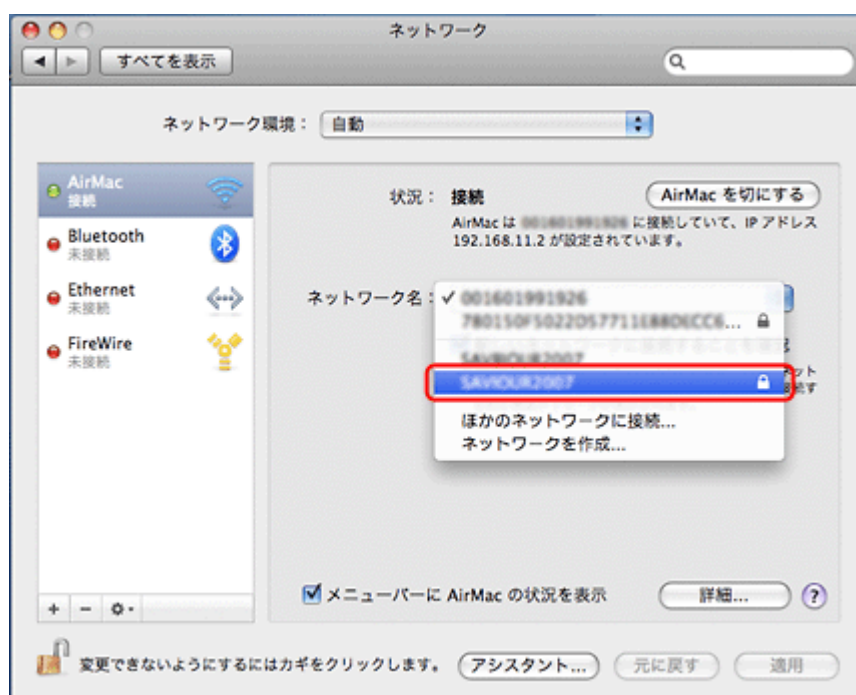 ネットワーク
すべてを表示
ネットワーク環境： 自動
AirMac
接続
Bluetooth
未接続
Ethernet
未接続
FireWire
未接続
状況： 接続 AirMac を切にする
AirMac は に接続していて、IP アドレス
192.168.11.2 が設定されています。
ネットワーク名：
ほかのネットワークに接続...
ネットワークを作成...
メニューバーに AirMac の状況を表示 詳細... ?
変更できないようにするにはカギをクリックします。 アシスタント... 元に戻す 適用